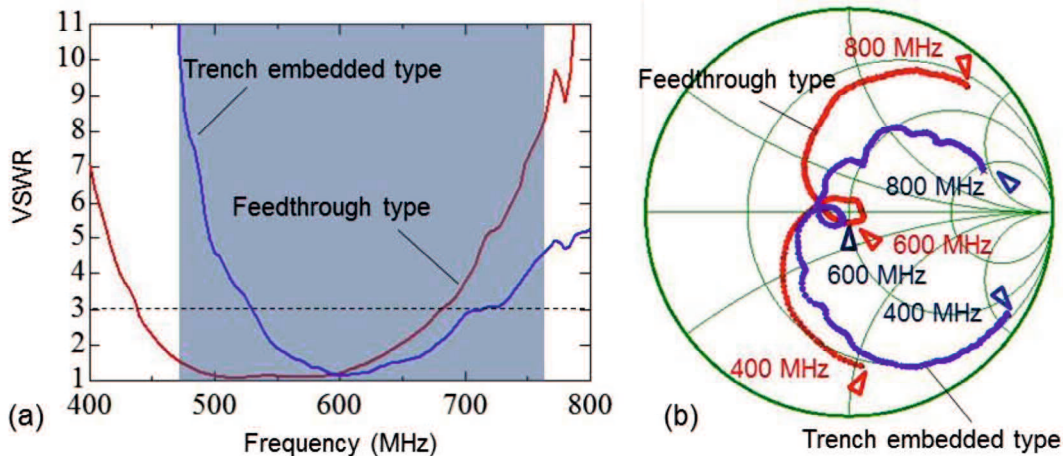 11
10
9
8
7
6
5
4
3
2
1
VSWR
Trench embedded type
Feedthrough type
400
500
600
700
800
Frequency (MHz)
(a)
800 MHz
Feedthrough type
800 MHz
600 MHz
600 MHz
400 MHz
400 MHz
Trench embedded type
(b)